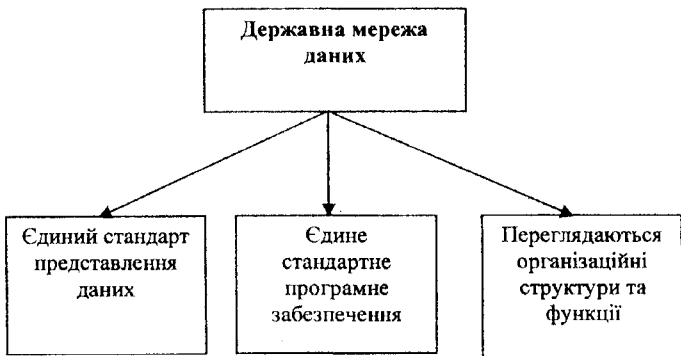 Державна мережа
даних
Єдиний стандарт
представлення
даних
Єдине
стандартне
програмне
забезпечення
Переглядаються
організаційні
структури та
функції